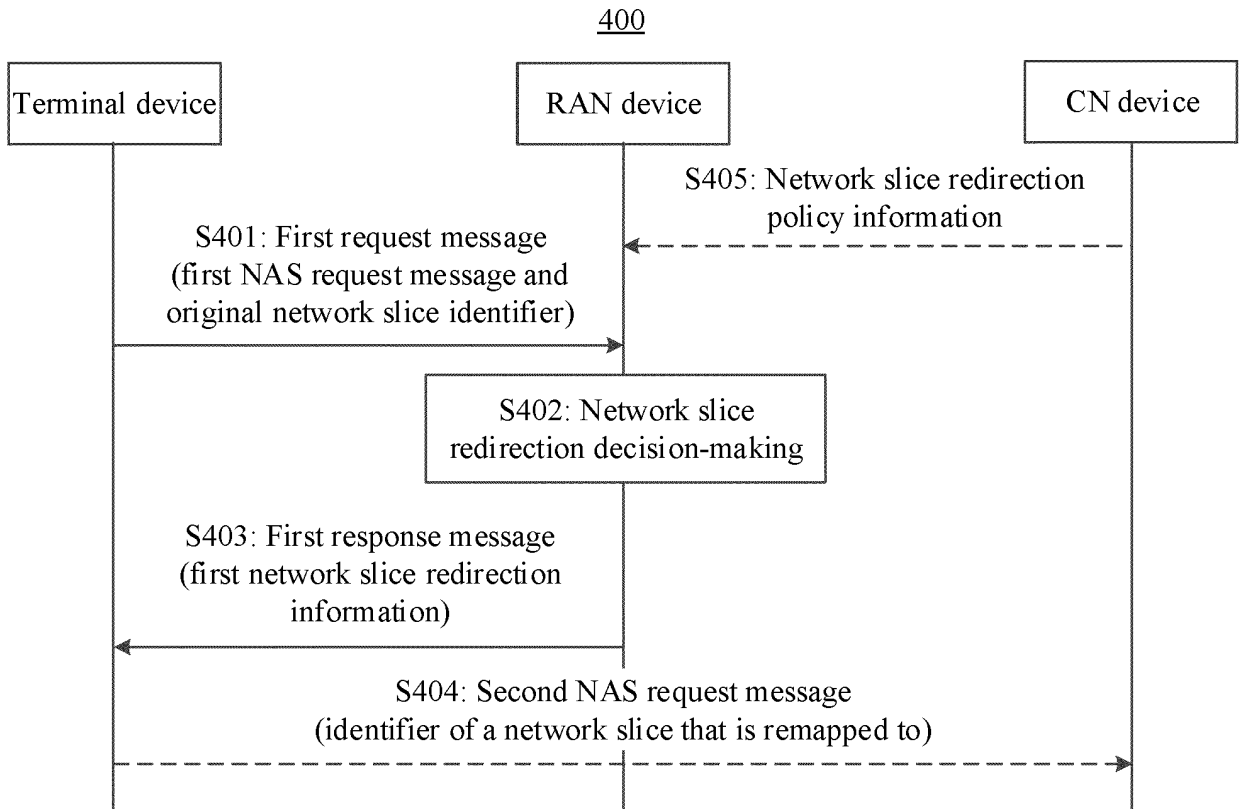 400
Terminal device
RAN device
CN device
S405: Network slice redirection
policy information
S401: First request message
(first NAS request message and
original network slice identifier)
S402: Network slice
redirection decision-making
S403: First response message
(first network slice redirection
information)
S404: Second NAS request message
(identifier of a network slice that is remapped to)